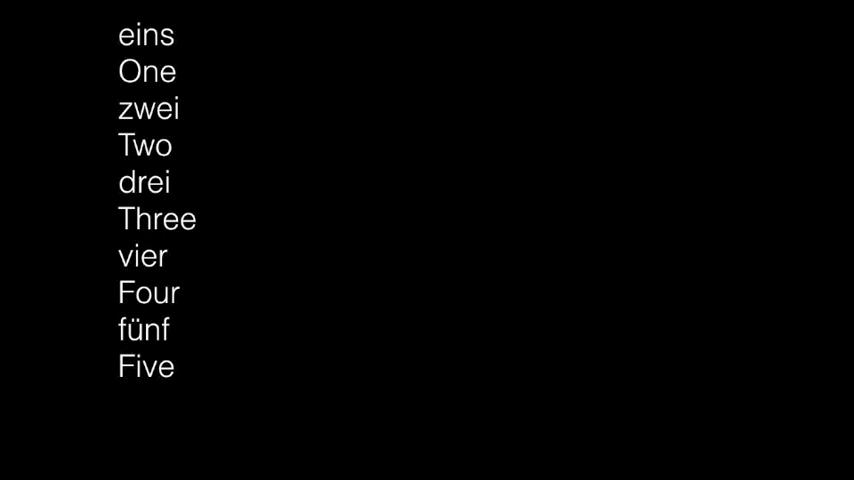 eins
One
zwei
Two
drei
Three
vier
Four
fünf
Five